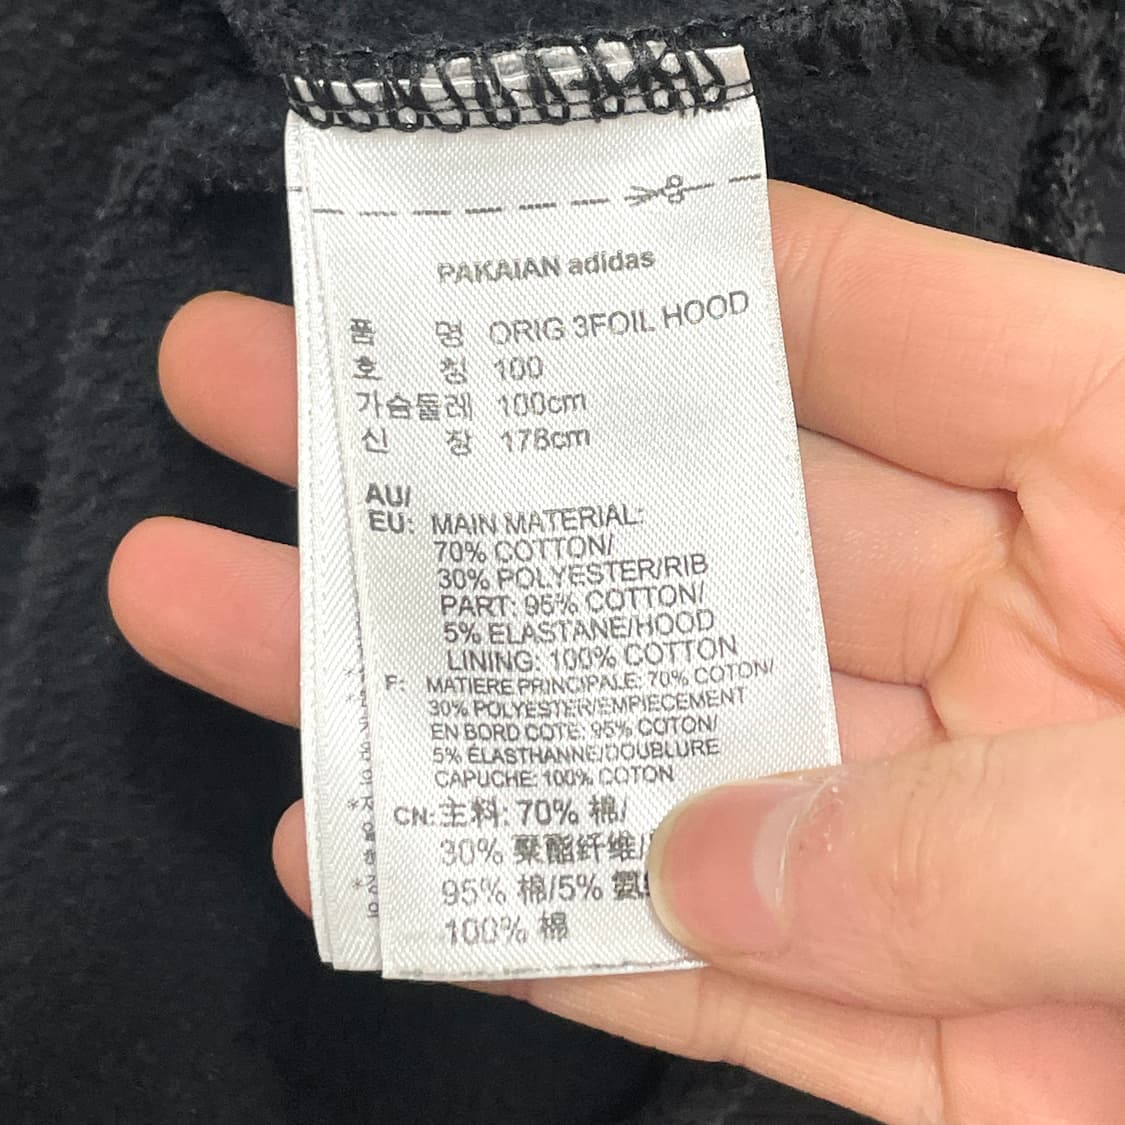 PAKAIAN adidas
품 명 ORIG 3FOIL HOOD
호 칭 100
가슴둘레 100cm
신 장 178cm
AU/
EU: MAIN MATERIAL:
70% COTTON/
30% POLYESTER/RIB
PART: 95% COTTON/
5% ELASTANE/HOOD
LINING: 100% COTTON
F: MATIERE PRINCIPALE: 70% COTON/
30% POLYESTER/EMPIECEMENT
EN BORD COTE: 95% COTON/
5% ÉLASTHANNE/DOUBLURE
CAPUCHE: 100% COTON
CN: 主料: 70% 棉/
30% 聚酯纤维/
95% 棉/5% 氨
100% 棉